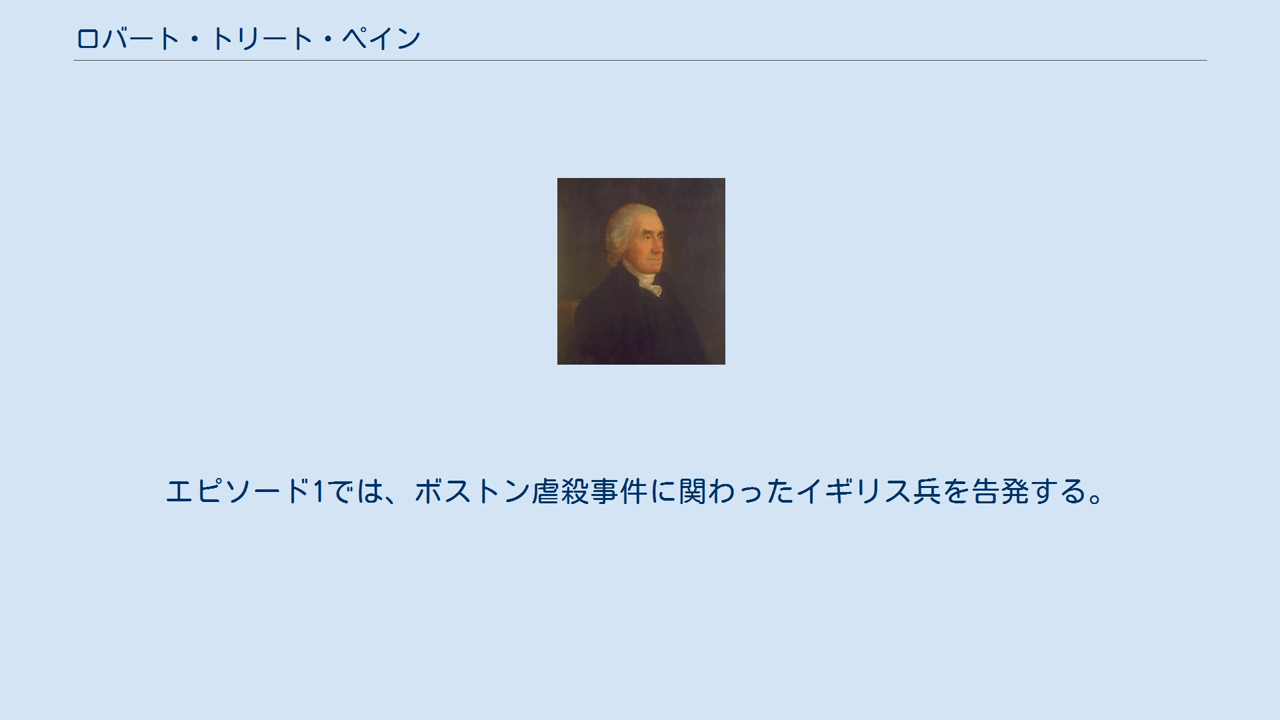 ロバート・トリート・ペイン
エピソード1では、ボストン虐殺事件に関わったイギリス兵を告発する。